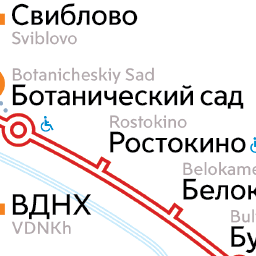 Свиблово
Sviblovo
Botanicheskiy Sad
Ботанический сад
Rostokino
Ростокино
Belokame
Белок
ВДНХ
VDNKh
Bul
Бу